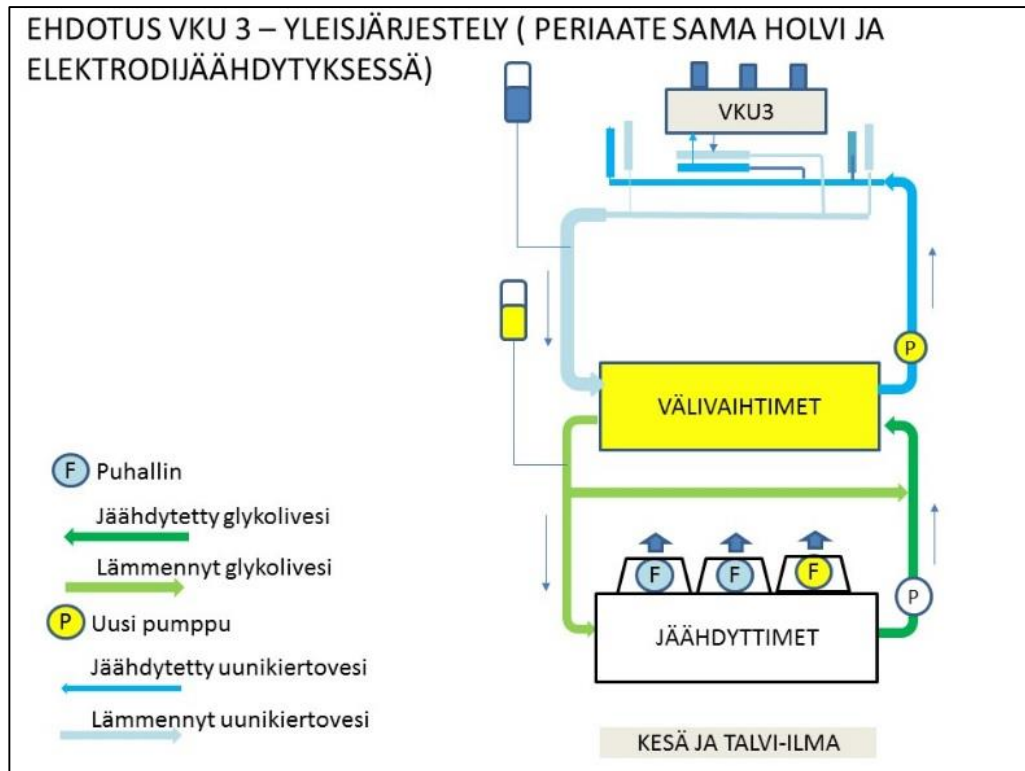 EHDOTUS VKU 3 – YLEISJÄRJESTELY ( PERIAATE SAMA HOLVI JA
ELEKTRODIJÄÄHDYTYKSESSÄ)
VKU3
P
VÄLIVAIHTIMET
F Puhallin
Jäähdytetty glykolivesi
Lämmennyt glykolivesi
P Uusi pumppu
Jäähdytetty uunikiertovesi
Lämmennyt uunikiertovesi
F F F
P
JÄÄHDYTTIMET
KESÄ JA TALVI-ILMA